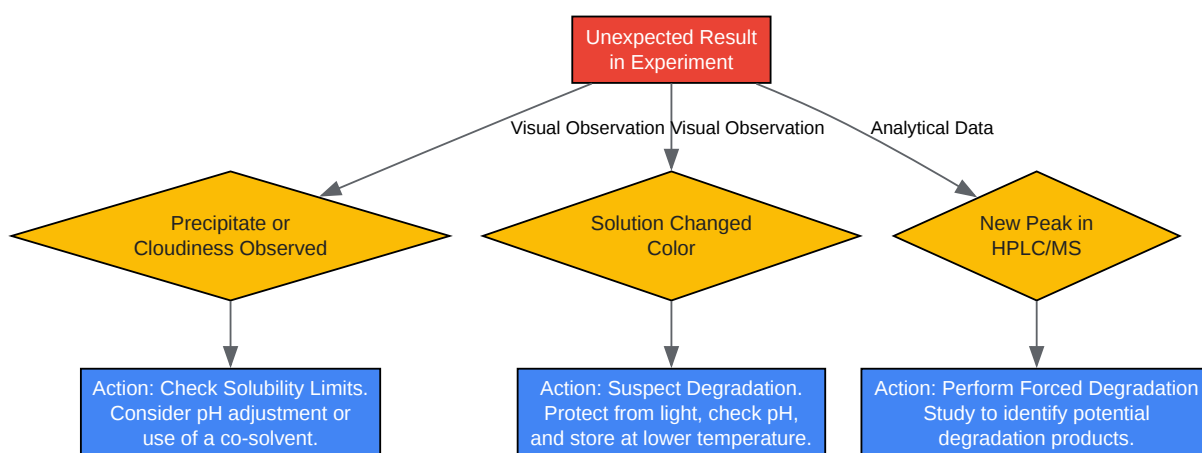 Unexpected Result
in Experiment
Visual Observation
Visual Observation
Analytical Data
Precipitate or
Cloudiness Observed
Solution Changed
Color
New Peak in
HPLC/MS
Action: Check Solubility Limits.
Consider pH adjustment or
use of a co-solvent.
Action: Suspect Degradation.
Protect from light, check pH,
and store at lower temperature.
Action: Perform Forced Degradation
Study to identify potential
degradation products.